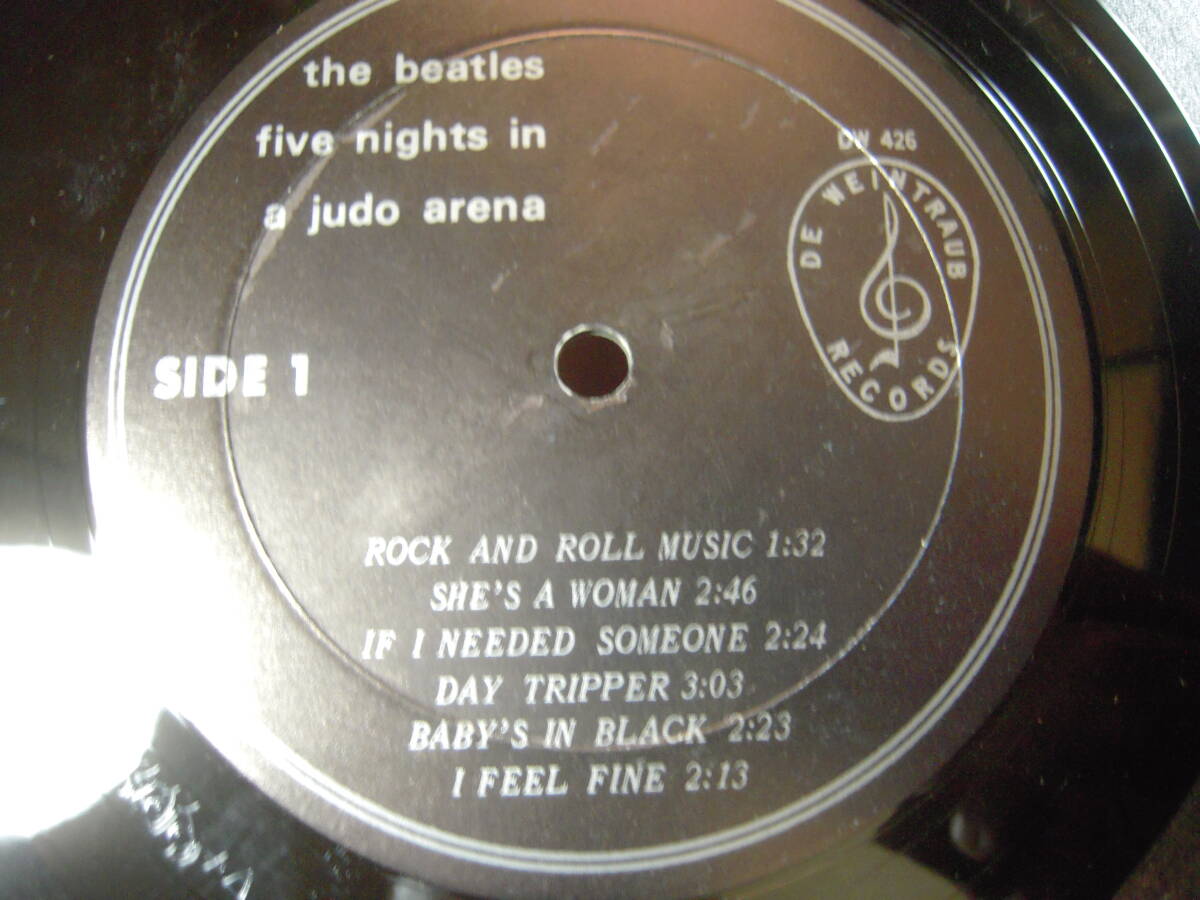 the beatles
five nights in
a judo arena
DW 426
DE WEINTRAUB
RECORDS
SIDE 1
ROCK AND ROLL MUSIC 1:32
SHE'S A WOMAN 2:46
IF I NEEDED SOMEONE 2:24
DAY TRIPPER 3:03
BABY'S IN BLACK 2:23
I FEEL FINE 2:13